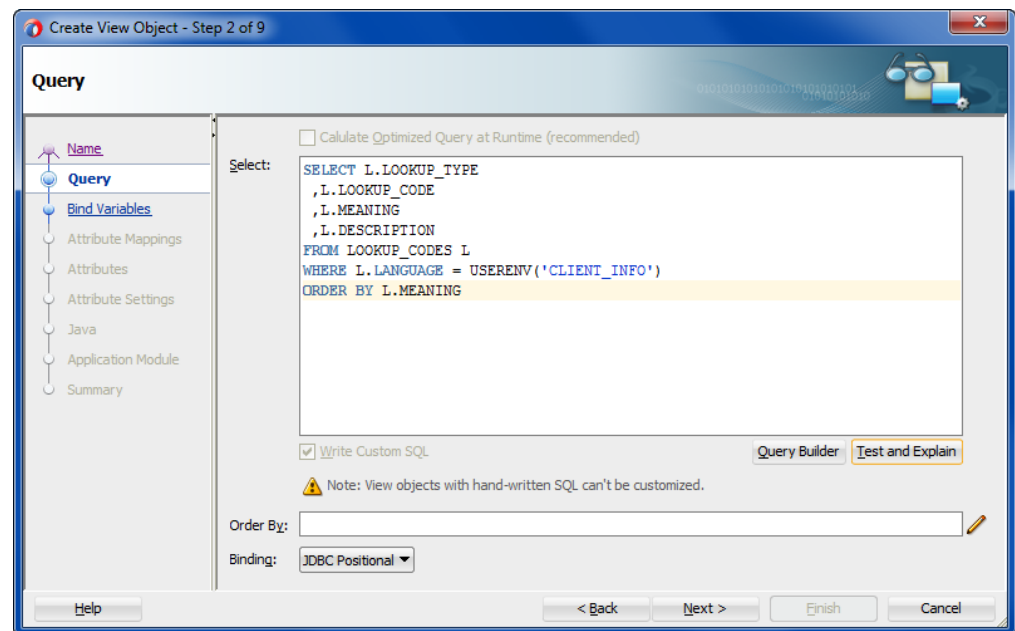 Create View Object - Step 2 of 9
Query
Name
Query
Bind Variables
Attribute Mappings
Attributes
Attribute Settings
Java
Application Module
Summary
Calulate Optimized Query at Runtime (recommended)
Select:
SELECT L.LOOKUP_TYPE
,L.LOOKUP_CODE
,L.MEANING
,L.DESCRIPTION
FROM LOOKUP_CODES L
WHERE L.LANGUAGE = USERENV('CLIENT_INFO')
ORDER BY L.MEANING
Write Custom SQL
Query Builder
Test and Explain
Note: View objects with hand-written SQL can't be customized.
Order By:
Binding: JDBC Positional
Help
< Back
Next >
Finish
Cancel